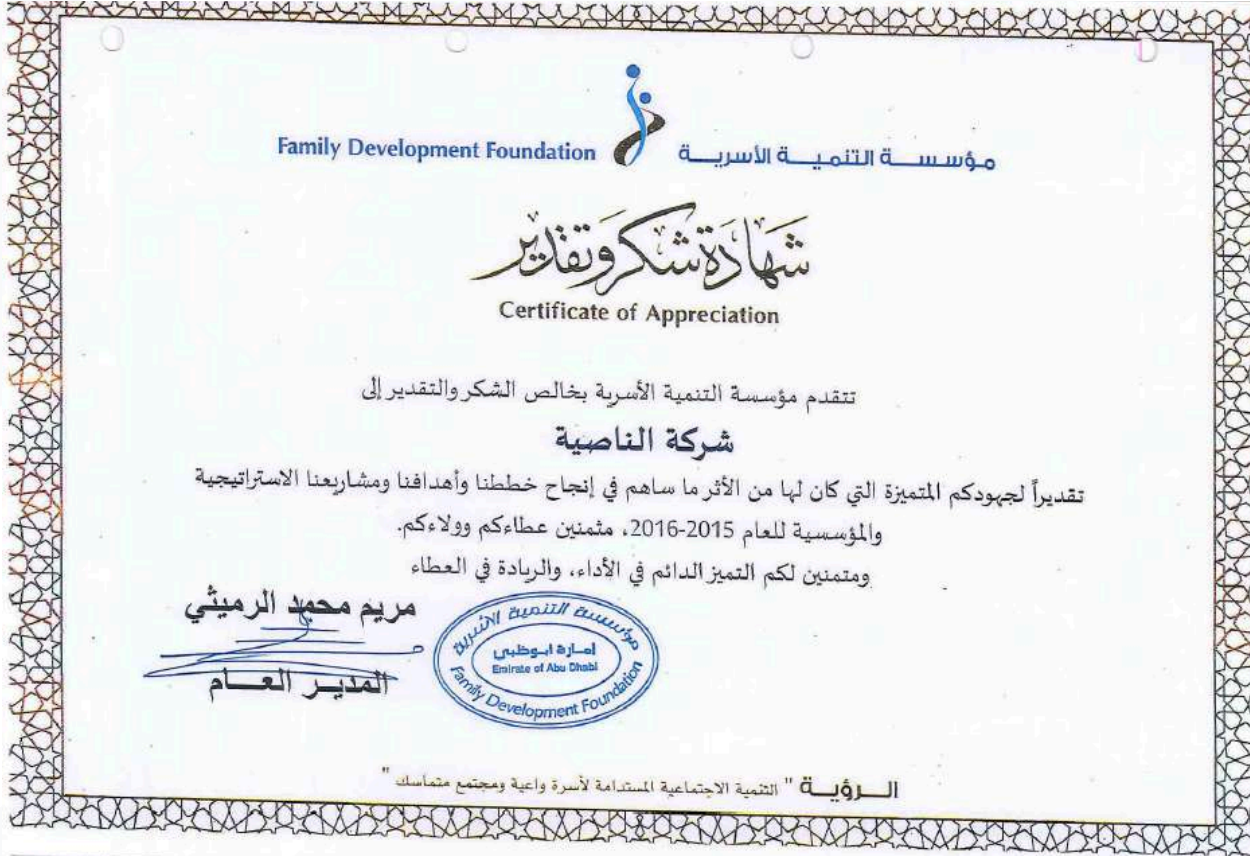 Family Development Foundation مؤسسة التنمية الأسرية
شهادة شكر وتقدير
Certificate of Appreciation
تتقدم مؤسسة التنمية الأسرية بخالص الشكر والتقدير إلى
شركة الناصية
تقديراً لجهودكم المتميزة التي كان لها من الأثر ما ساهم في إنجاح خططنا وأهدافنا ومشاريعنا الاستراتيجية
والمؤسسية للعام 2015-2016، مثمنين عطاءكم وولاءكم.
ومتمنين لكم التميز الدائم في الأداء، والريادة في العطاء
مريم محمد الرميثي
المدير العام
مؤسسة التنمية الأسرية
امارة ابوظبي
Emirate of Abu Dhabi
Family Development Foundation
الرؤية " التنمية الاجتماعية المستدامة لأسرة واعية ومجتمع متماسك "